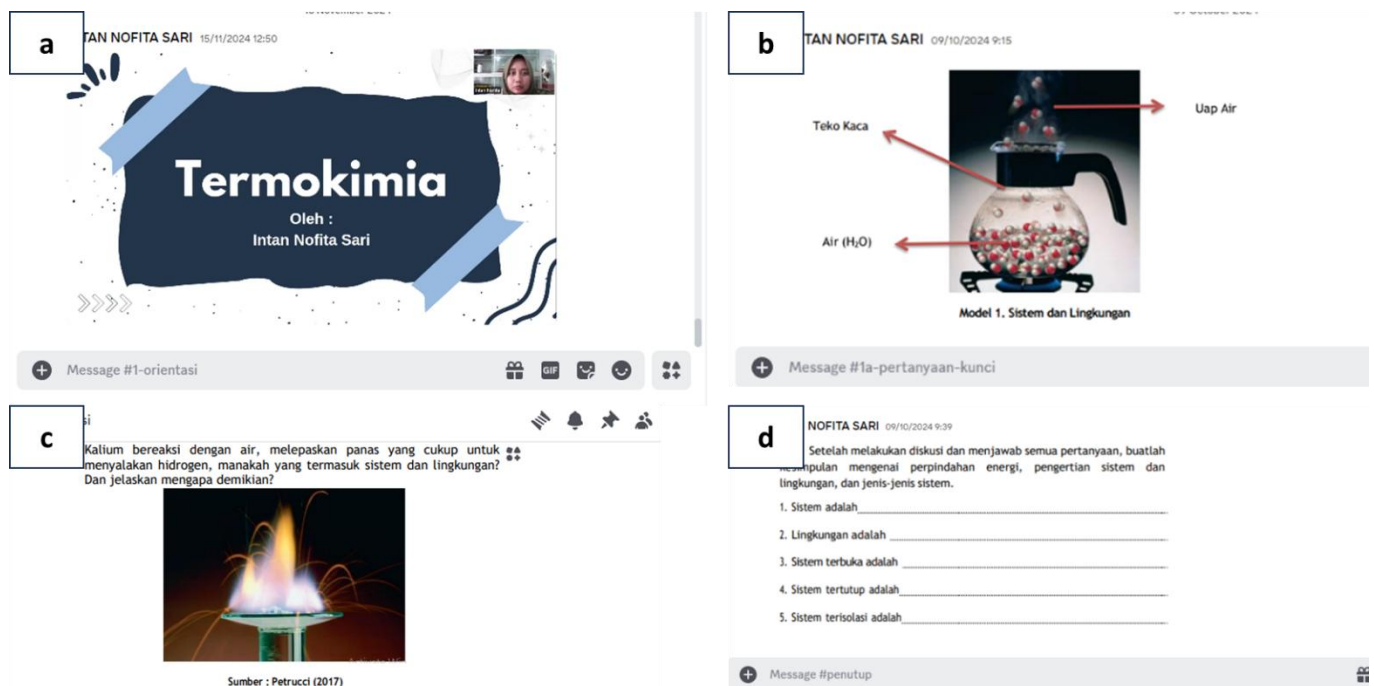 a
TAN NOFITA SARI 15/11/2024 12:50
Termokimia
Oleh :
Intan Nofita Sari
Message #1-orientasi
GIF
b
TAN NOFITA SARI 09/10/2024 9:15
Teko Kaca
Uap Air
Air (H₂O)
Model 1. Sistem dan Lingkungan
Message #1a-pertanyaan-kunci
c
si
Kalium bereaksi dengan air, melepaskan panas yang cukup untuk
menyalakan hidrogen, manakah yang termasuk sistem dan lingkungan?
Dan jelaskan mengapa demikian?
Sumber : Petrucci (2017)
d
NOFITA SARI 09/10/2024 9:39
Setelah melakukan diskusi dan menjawab semua pertanyaan, buatlah
kesimpulan mengenai perpindahan energi, pengertian sistem dan
lingkungan, dan jenis-jenis sistem.
1. Sistem adalah
2. Lingkungan adalah
3. Sistem terbuka adalah
4. Sistem tertutup adalah
5. Sistem terisolasi adalah
Message #penutup